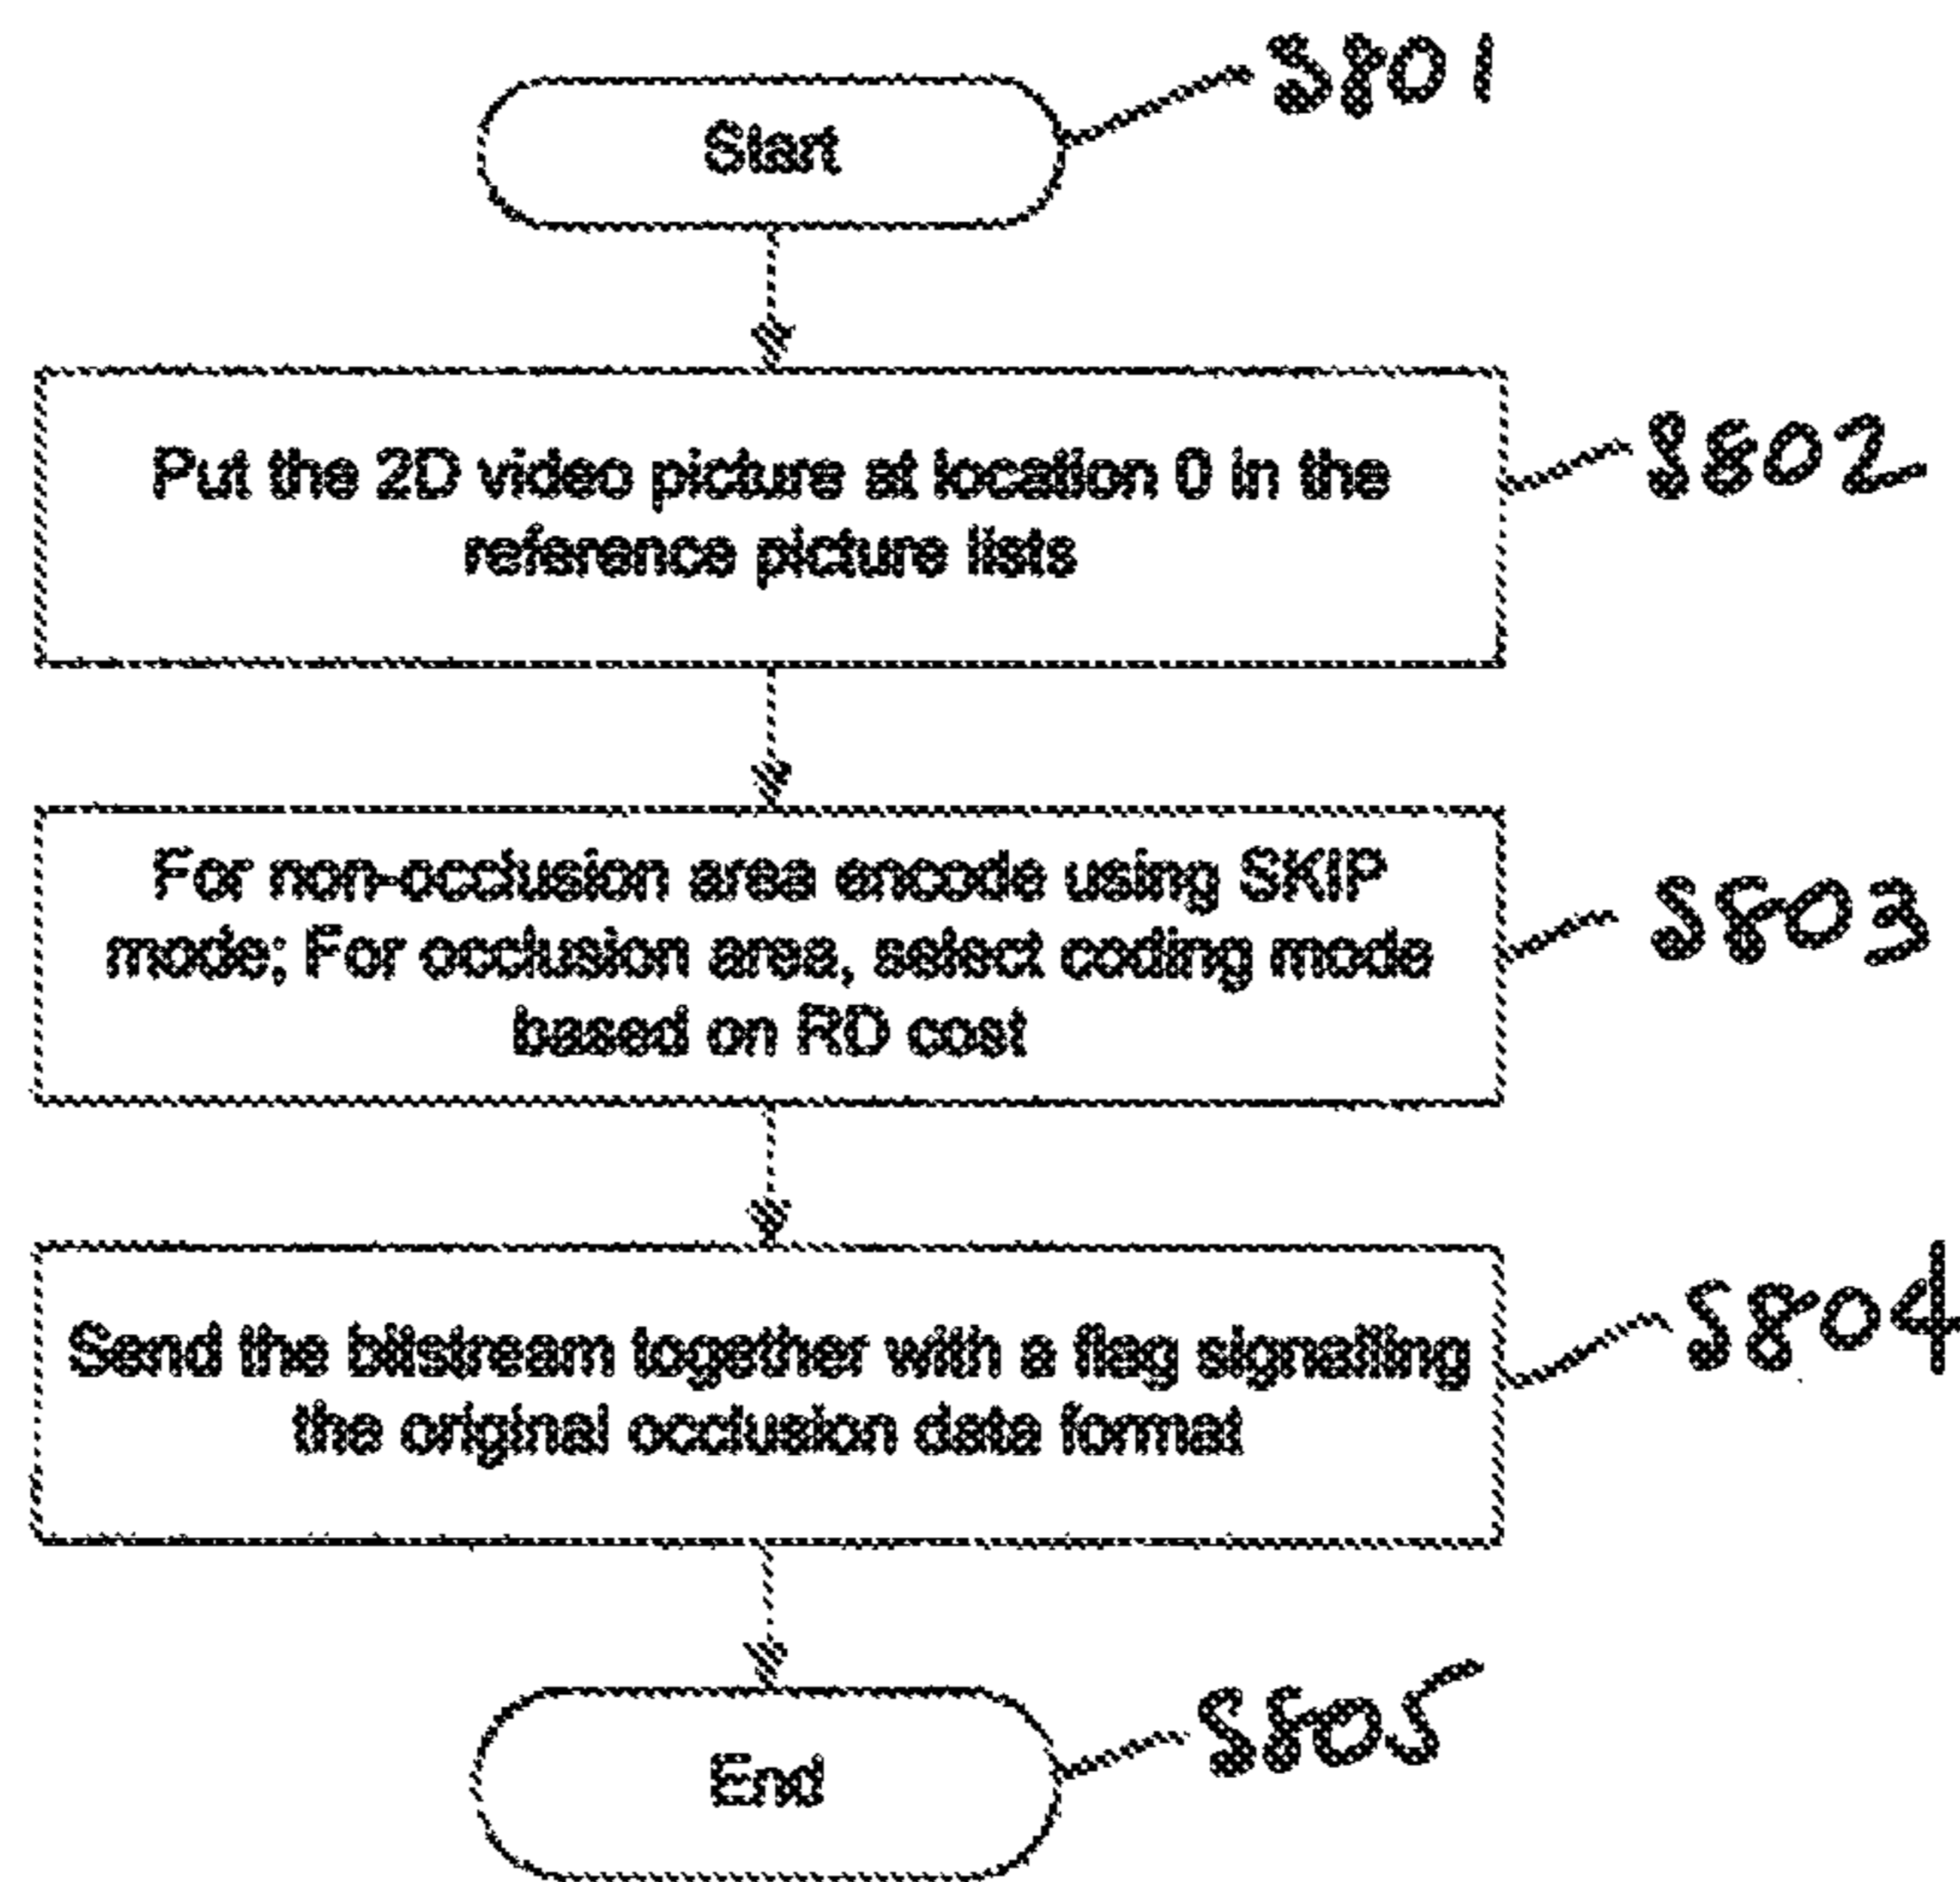 Start
S801
Put the 2D video picture at location 0 in the
reference picture lists
S802
For non-occlusion area encode using SKIP
mode; For occlusion area, select coding mode
based on RD cost
S803
Send the bitstream together with a flag signalling
the original occlusion data format
S804
End
S805